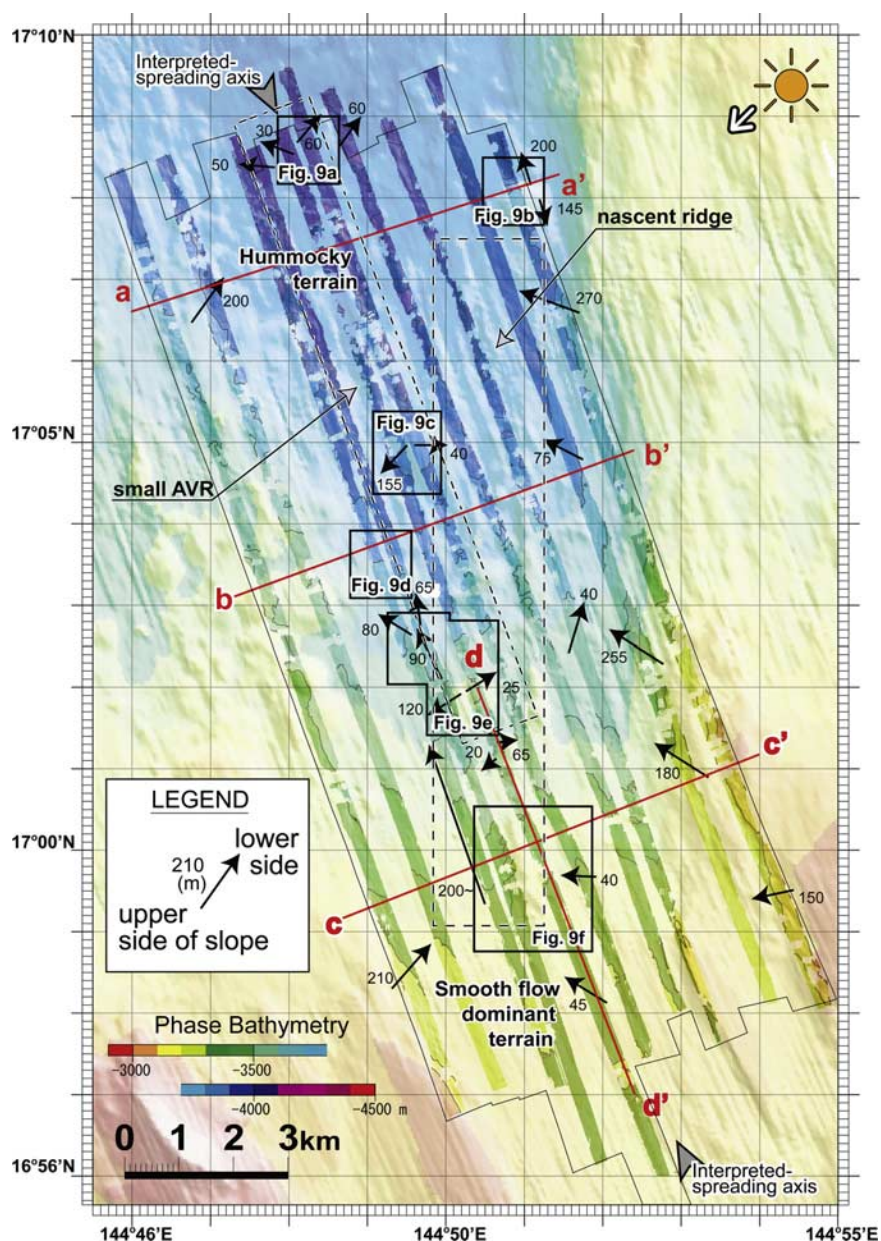 17°10'N
Interpreted-
spreading axis
60
30
60
200
50
Fig. 9a
a'
Fig. 9b
145
nascent ridge
Hummocky
terrain
a
200
270
17°05'N
Fig. 9c
40
75
b'
155
small AVR
b
Fig. 9d
65
40
80
90
d
255
25
120
Fig. 9e
20
65
c'
180
LEGEND
lower
side
210
(m)
upper
side of slope
17°00'N
200
40
150
c
Fig. 9f
210
Smooth flow
dominant
terrain
45
Phase Bathymetry
-3000
-3500
-4000
-4500 m
0 1 2 3km
d'
16°56'N
Interpreted-
spreading axis
144°46'E
144°50'E
144°55'E